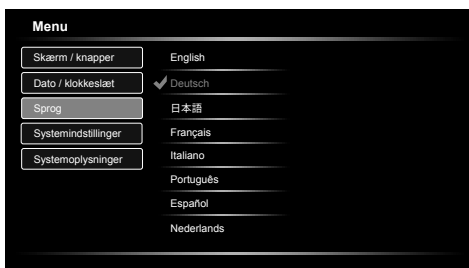 Menu
Skærm / knapper
Dato / klokkeslæt
Sprog
Systemindstillinger
Systemoplysninger
English
Deutsch
日本語
Français
Italiano
Português
Español
Nederlands